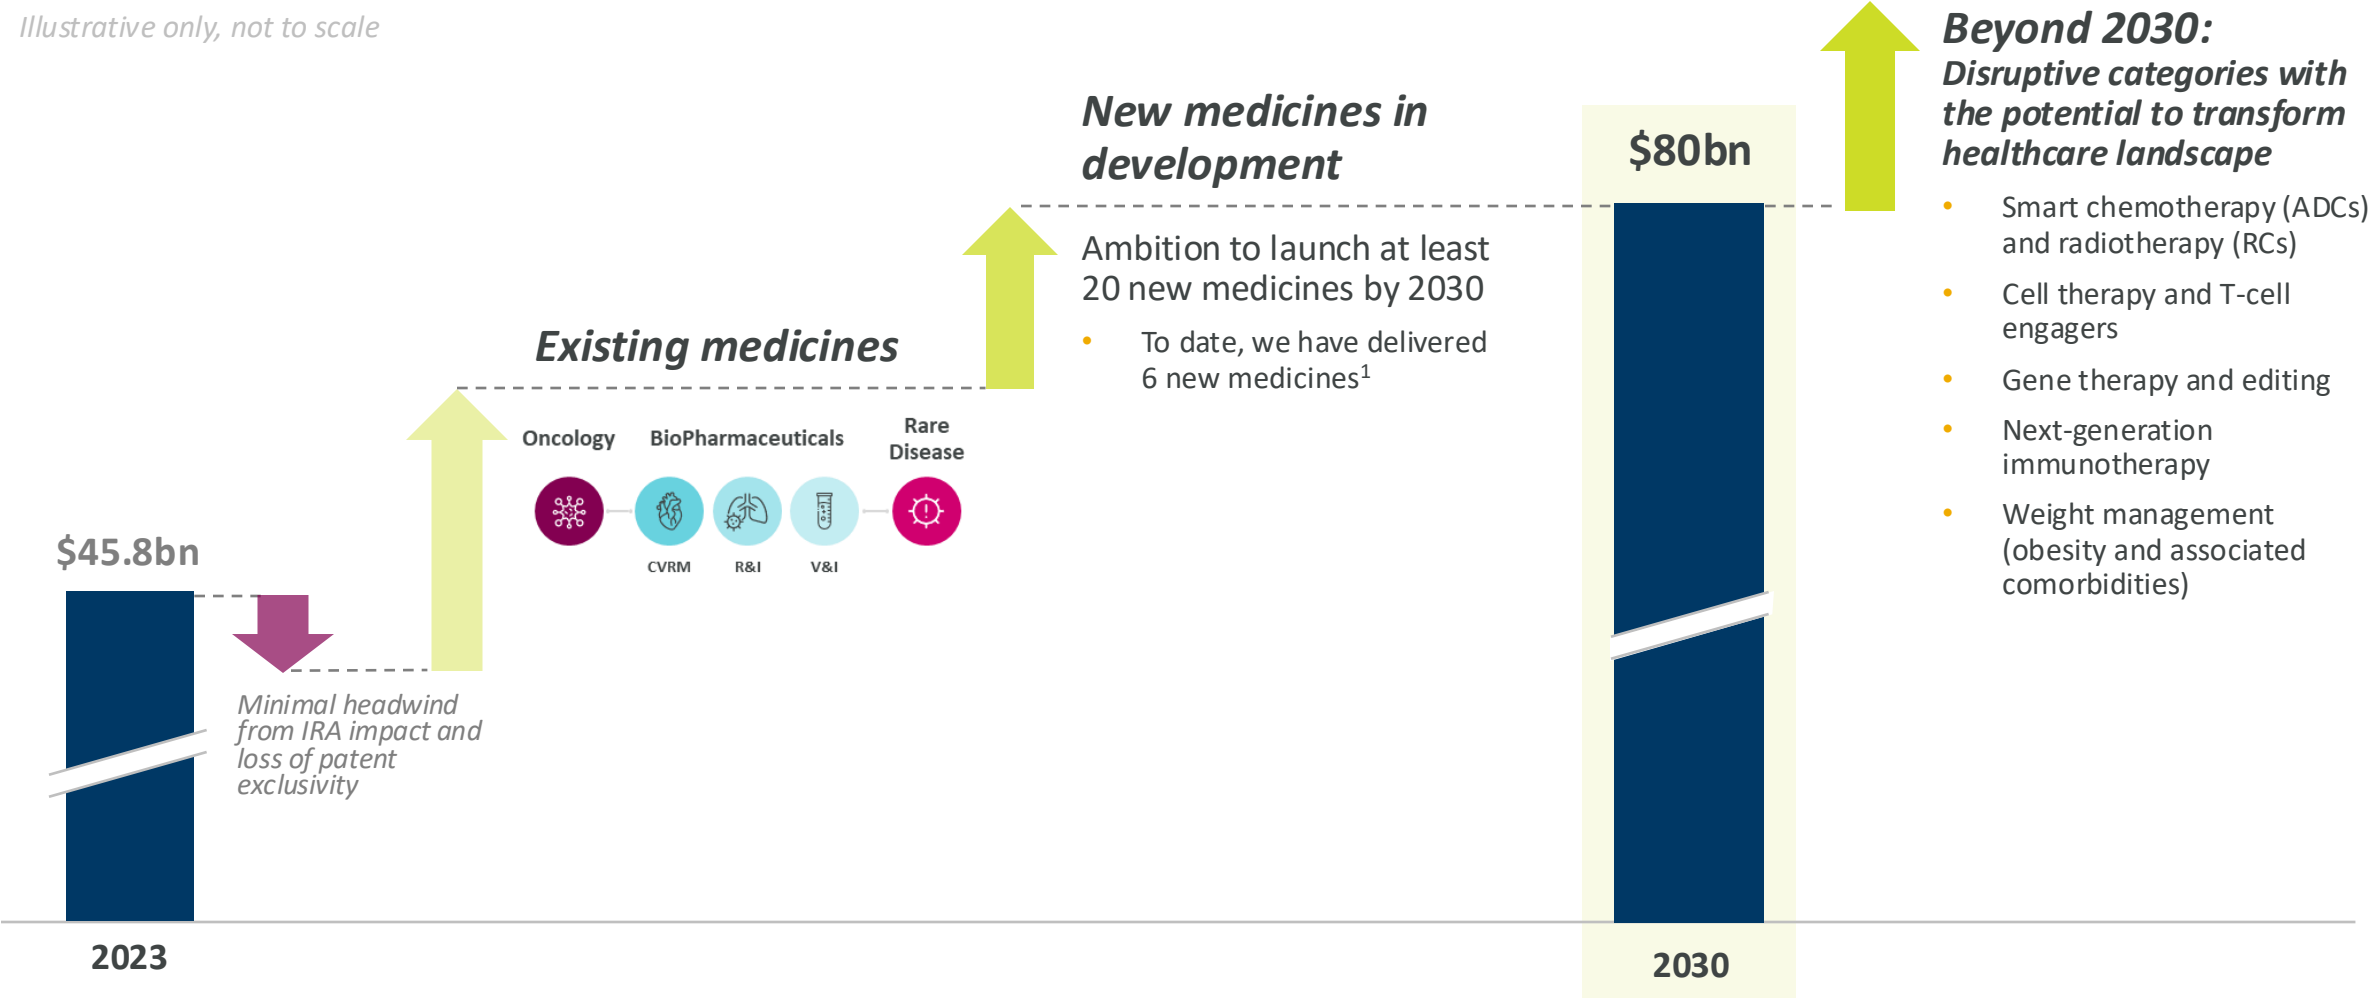 Illustrative only, not to scale
$45.8bn
2023
Minimal headwind
from IRA impact and
loss of patent
exclusivity
Existing medicines
Oncology
BioPharmaceuticals
Rare
Disease
CVRM
R&I
V&I
New medicines in
development
Ambition to launch at least
20 new medicines by 2030
• To date, we have delivered
6 new medicines¹
$80bn
2030
Beyond 2030:
Disruptive categories with
the potential to transform
healthcare landscape
• Smart chemotherapy (ADCs)
and radiotherapy (RCs)
• Cell therapy and T-cell
engagers
• Gene therapy and editing
• Next-generation
immunotherapy
• Weight management
(obesity and associated
comorbidities)